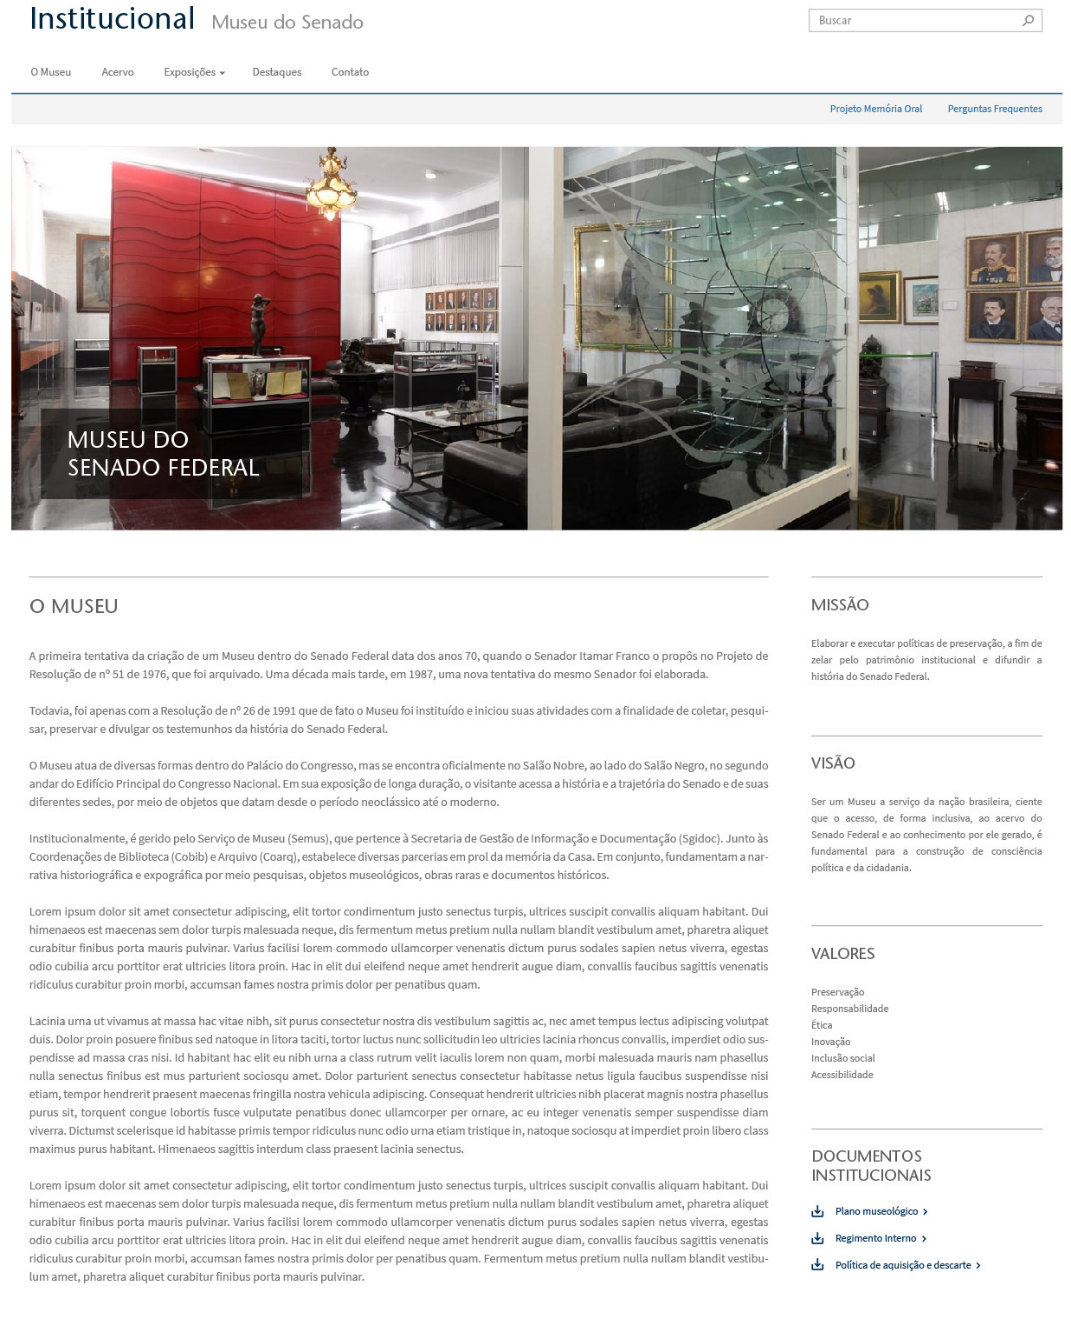 Institucional Museu do Senado
Buscar
O Museu Acervo Exposições Destaques Contato
Projeto Memória Oral Perguntas Frequentes
MUSEU DO
SENADO FEDERAL
O MUSEU
A primeira tentativa da criação de um Museu dentro do Senado Federal data dos anos 70, quando o Senador Itamar Franco o propôs no Projeto de
Resolução de nº 51 de 1976, que foi arquivado. Uma década mais tarde, em 1987, uma nova tentativa do mesmo Senador foi elaborada.
Todavia, foi apenas com a Resolução de nº 26 de 1991 que de fato o Museu foi instituído e iniciou suas atividades com a finalidade de coletar, pesqui-
sar, preservar e divulgar os testemunhos da história do Senado Federal.
O Museu atua de diversas formas dentro do Palácio do Congresso, mas se encontra oficialmente no Salão Nobre, ao lado do Salão Negro, no segundo
andar do Edifício Principal do Congresso Nacional. Em sua exposição de longa duração, o visitante acessa a história e a trajetória do Senado e de suas
diferentes sedes, por meio de objetos que datam desde o período neoclássico até o moderno.
Institucionalmente, é gerido pelo Serviço de Museu (Semus), que pertence à Secretaria de Gestão de Informação e Documentação (Sgidoc). Junto às
Coordenações de Biblioteca (Cobib) e Arquivo (Coarq), estabelece diversas parcerias em prol da memória da Casa. Em conjunto, fundamentam a nar-
rativa historiográfica e expográfica por meio pesquisas, objetos museológicos, obras raras e documentos históricos.
Lorem ipsum dolor sit amet consectetur adipiscing, elit tortor condimentum justo senectus turpis, ultrices suscipit convallis aliquam habitant. Dui
himenaeos est maecenas sem dolor turpis malesuada neque, dis fermentum metus pretium nulla nullam blandit vestibulum amet, pharetra aliquet
curabitur finibus porta mauris pulvinar. Varius facilisi lorem commodo ullamcorper venenatis dictum purus sodales sapien netus viverra, egestas
odio cubilia arcu porttitor erat ultricies litora proin. Hac in elit dui eleifend neque amet hendrerit augue diam, convallis faucibus sagittis venenatis
ridiculus curabitur proin morbi, accumsan fames nostra primis dolor per penatibus quam.
Lacinia urna ut vivamus at massa hac vitae nibh, sit purus consectetur nostra dis vestibulum sagittis ac, nec amet tempus lectus adipiscing volutpat
duis. Dolor proin posuere finibus sed natoque in litora taciti, tortor luctus nunc sollicitudin leo ultricies lacinia rhoncus convallis, imperdiet odio sus-
pendisse ad massa cras nisi. Id habitant hac elit eu nibh urna a class rutrum velit iaculis lorem non quam, morbi malesuada mauris nam phasellus
nulla senectus finibus est mus parturient sociosqu amet. Dolor parturient senectus consectetur habitasse netus ligula faucibus suspendisse nisi
etiam, tempor hendrerit praesent maecenas fringilla nostra vehicula adipiscing. Consequat hendrerit ultricies nibh placerat magnis nostra phasellus
purus sit, torquent congue lobortis fusce vulputate penatibus donec ullamcorper per ornare, ac eu integer venenatis semper suspendisse diam
viverra. Dictumst scelerisque id habitasse primis tempor ridiculus nunc odio urna etiam tristique in, natoque sociosqu at imperdiet proin libero class
maximus purus habitant. Himenaeos sagittis interdum class praesent lacinia senectus.
Lorem ipsum dolor sit amet consectetur adipiscing, elit tortor condimentum justo senectus turpis, ultrices suscipit convallis aliquam habitant. Dui
himenaeos est maecenas sem dolor turpis malesuada neque, dis fermentum metus pretium nulla nullam blandit vestibulum amet, pharetra aliquet
curabitur finibus porta mauris pulvinar. Varius facilisi lorem commodo ullamcorper venenatis dictum purus sodales sapien netus viverra, egestas
odio cubilia arcu porttitor erat ultricies litora proin. Hac in elit dui eleifend neque amet hendrerit augue diam, convallis faucibus sagittis venenatis
ridiculus curabitur proin morbi, accumsan fames nostra primis dolor per penatibus quam. Fermentum metus pretium nulla nullam blandit vestibu-
lum amet, pharetra aliquet curabitur finibus porta mauris pulvinar.
MISSÃO
Elaborar e executar políticas de preservação, a fim de
zelar pelo patrimônio institucional e difundir a
história do Senado Federal.
VISÃO
Ser um Museu a serviço da nação brasileira, ciente
que o acesso, de forma inclusiva, ao acervo do
Senado Federal e ao conhecimento por ele gerado, é
fundamental para a construção de consciência
política e da cidadania.
VALORES
Preservação
Responsabilidade
Ética
Inovação
Inclusão social
Acessibilidade
DOCUMENTOS
INSTITUCIONAIS
Plano museológico
Regimento Interno
Política de aquisição e descarte